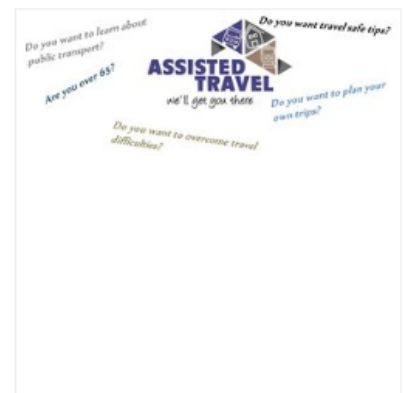 Do you want to learn about
public transport?
Do you want travel safe tips?
Are you over 65?
ASSISTED
TRAVEL
we'll get you there
Do you want to plan your
own trips?
Do you want to overcome travel
difficulties?